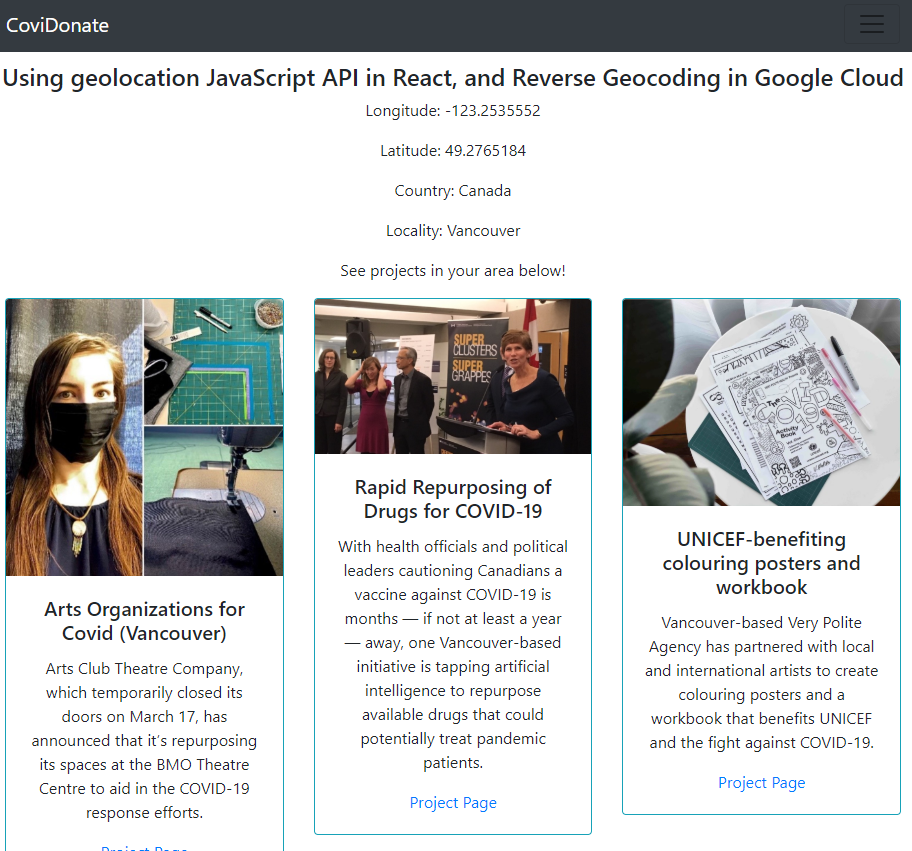 CoviDonate
Using geolocation JavaScript API in React, and Reverse Geocoding in Google Cloud
Longitude: -123.2535552
Latitude: 49.2765184
Country: Canada
Locality: Vancouver
See projects in your area below!
Arts Organizations for
Covid (Vancouver)
Arts Club Theatre Company,
which temporarily closed its
doors on March 17, has
announced that it’s repurposing
its spaces at the BMO Theatre
Centre to aid in the COVID-19
response efforts.
Project Page
SUPER
CLUSTERS
SUPER
GRAPPES
Rapid Repurposing of
Drugs for COVID-19
With health officials and political
leaders cautioning Canadians a
vaccine against COVID-19 is
months — if not at least a year
— away, one Vancouver-based
initiative is tapping artificial
intelligence to repurpose
available drugs that could
potentially treat pandemic
patients.
Project Page
The
COVID
Activity
Book
UNICEF-benefiting
colouring posters and
workbook
Vancouver-based Very Polite
Agency has partnered with local
and international artists to create
colouring posters and a
workbook that benefits UNICEF
and the fight against COVID-19.
Project Page